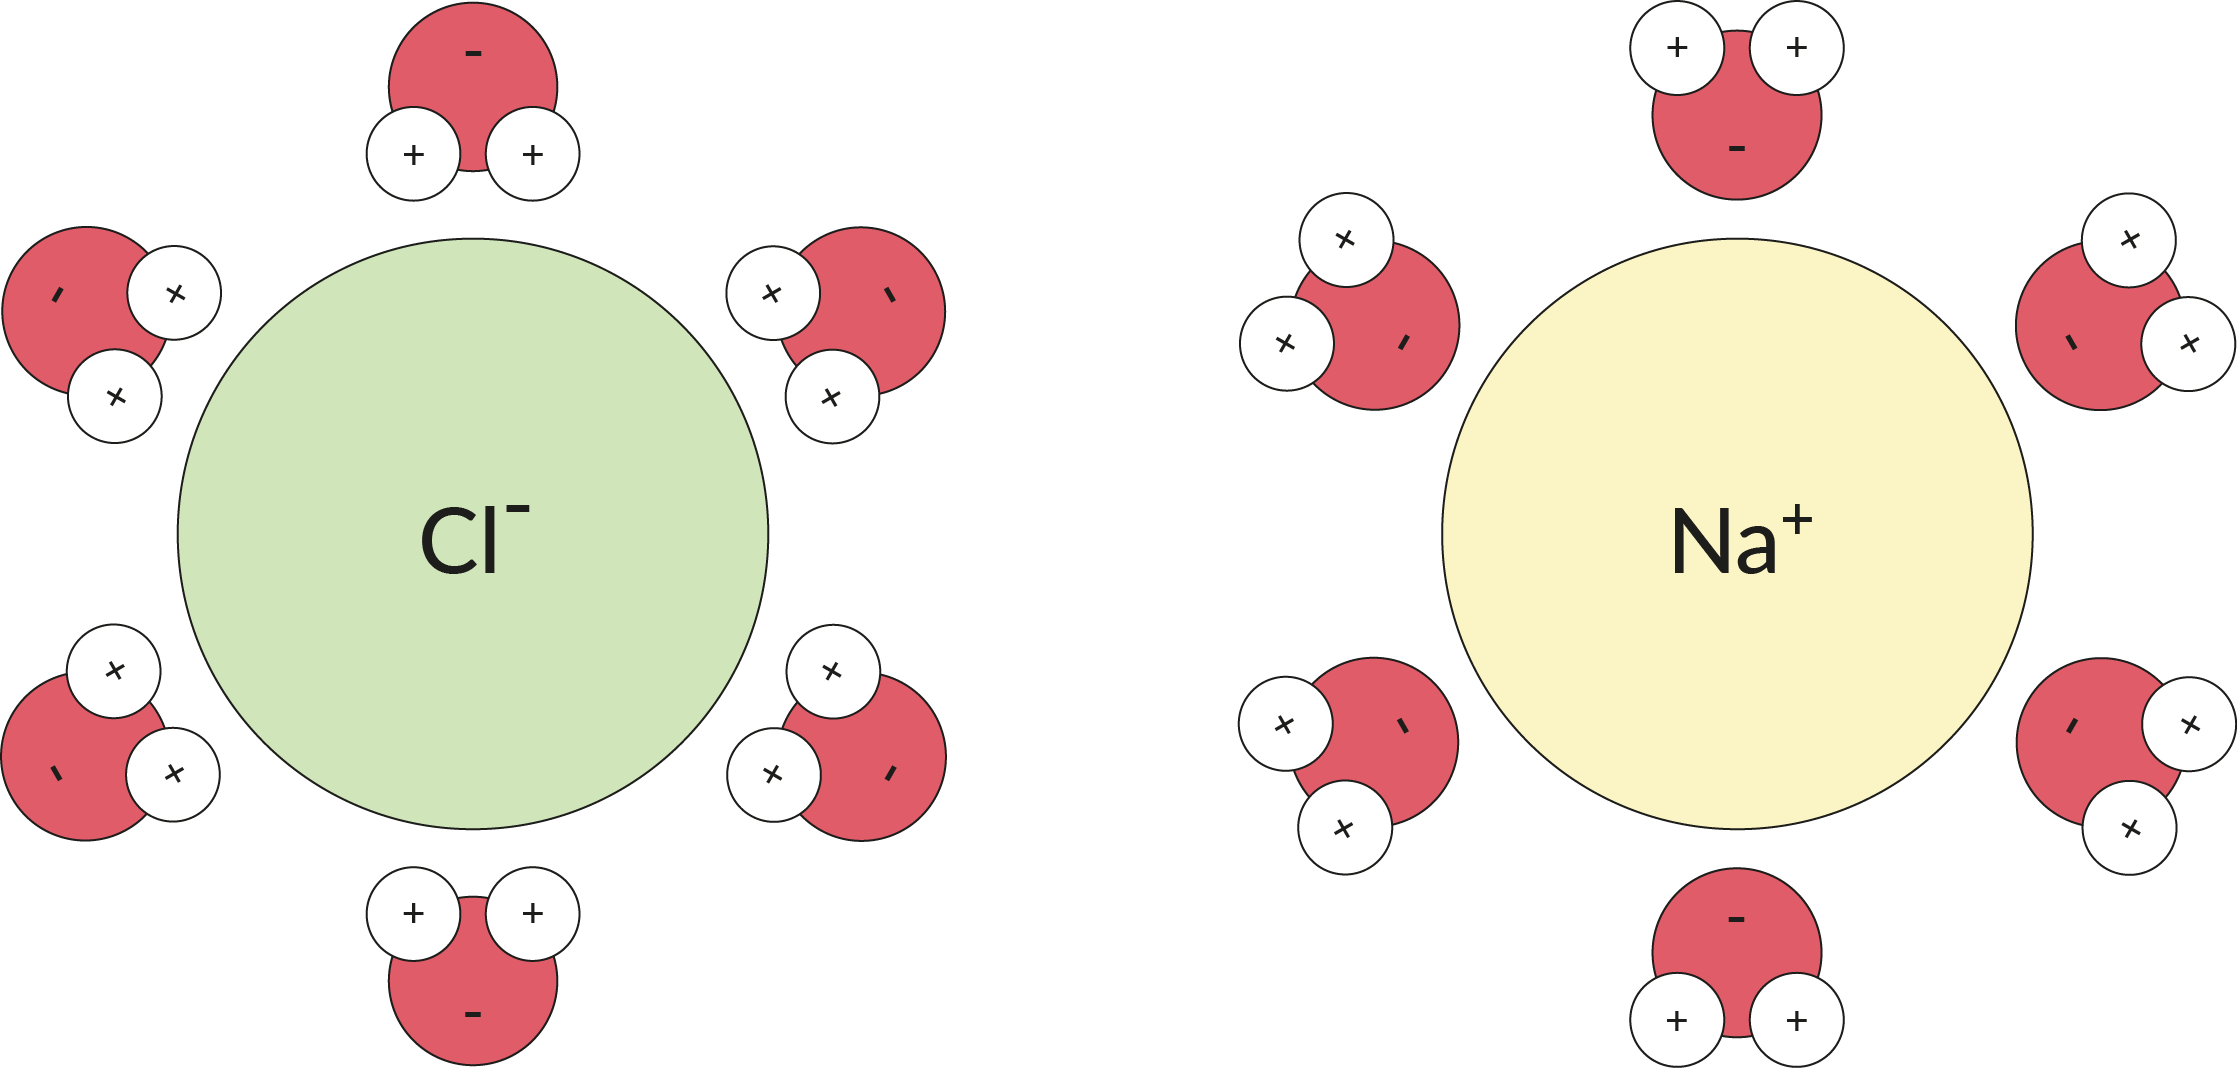 -
+ +
+ +
-
+ - + -
- + + -
+ - - +
Cl⁻
Na⁺
+ +
- + + -
+ - - +
+ +
+ +
-
-
+ +